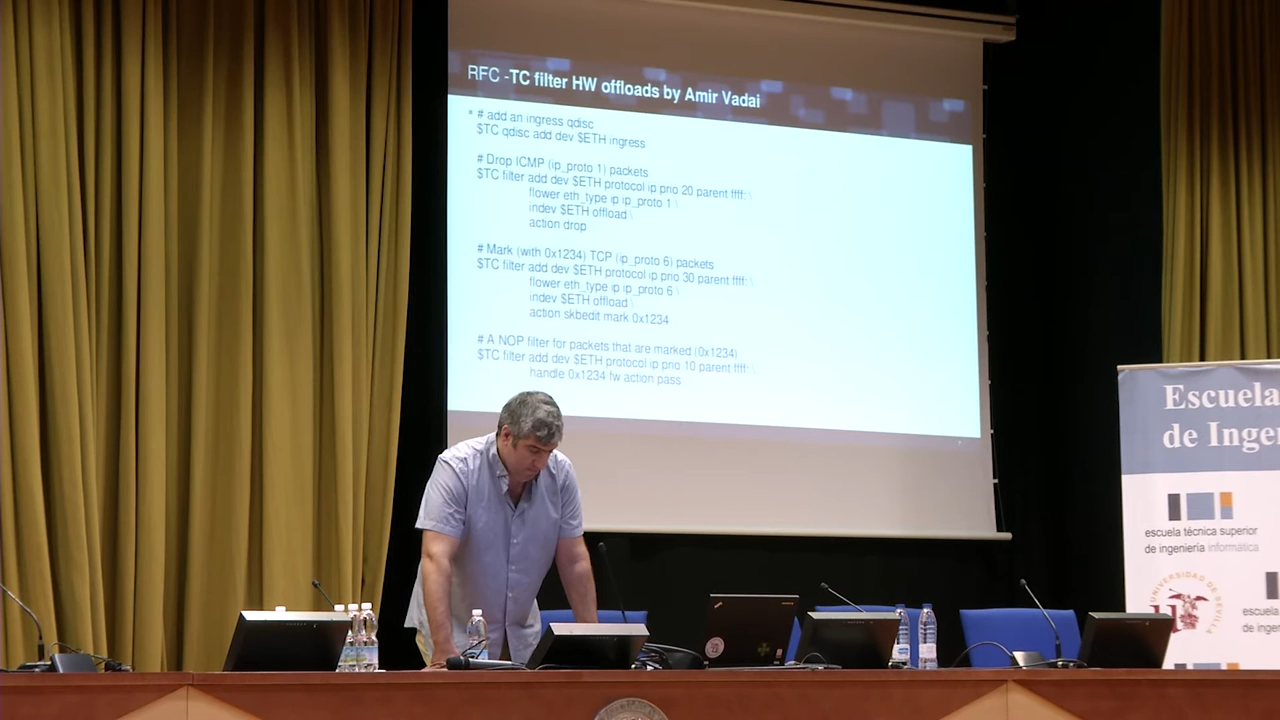 RFC -TC filter HW offloads by Amir Vadai
* # add an ingress qdisc
$TC qdisc add dev $ETH ingress
# Drop ICMP (ip_proto 1) packets
$TC filter add dev $ETH protocol ip prio 20 parent ffff: \
flower eth_type ip ip_proto 1 \
indev $ETH offload \
action drop
# Mark (with 0x1234) TCP (ip_proto 6) packets
$TC filter add dev $ETH protocol ip prio 30 parent ffff: \
flower eth_type ip ip_proto 6 \
indev $ETH offload \
action skbedit mark 0x1234
# A NOP filter for packets that are marked (0x1234)
$TC filter add dev $ETH protocol ip prio 10 parent ffff: \
handle 0x1234 fw action pass
Escuela
de Inge
escuela técnica superior
de ingeniería informática
UNIVERSIDAD DE SEVILLA
escuela
de inge